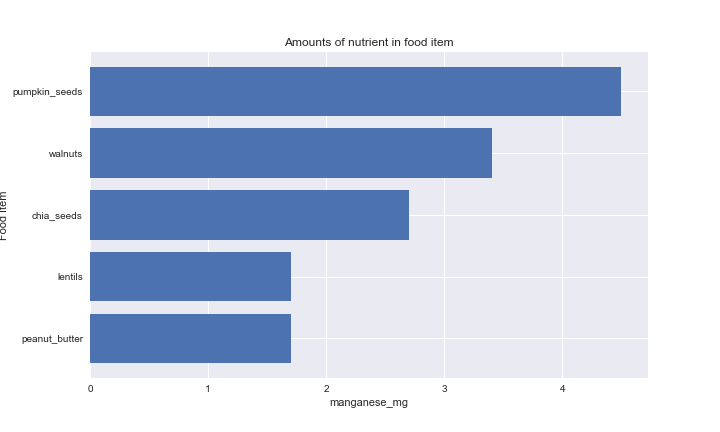 Amounts of nutrient in food item
Food item
pumpkin_seeds
walnuts
chia_seeds
lentils
peanut_butter
0 1 2 3 4
manganese_mg